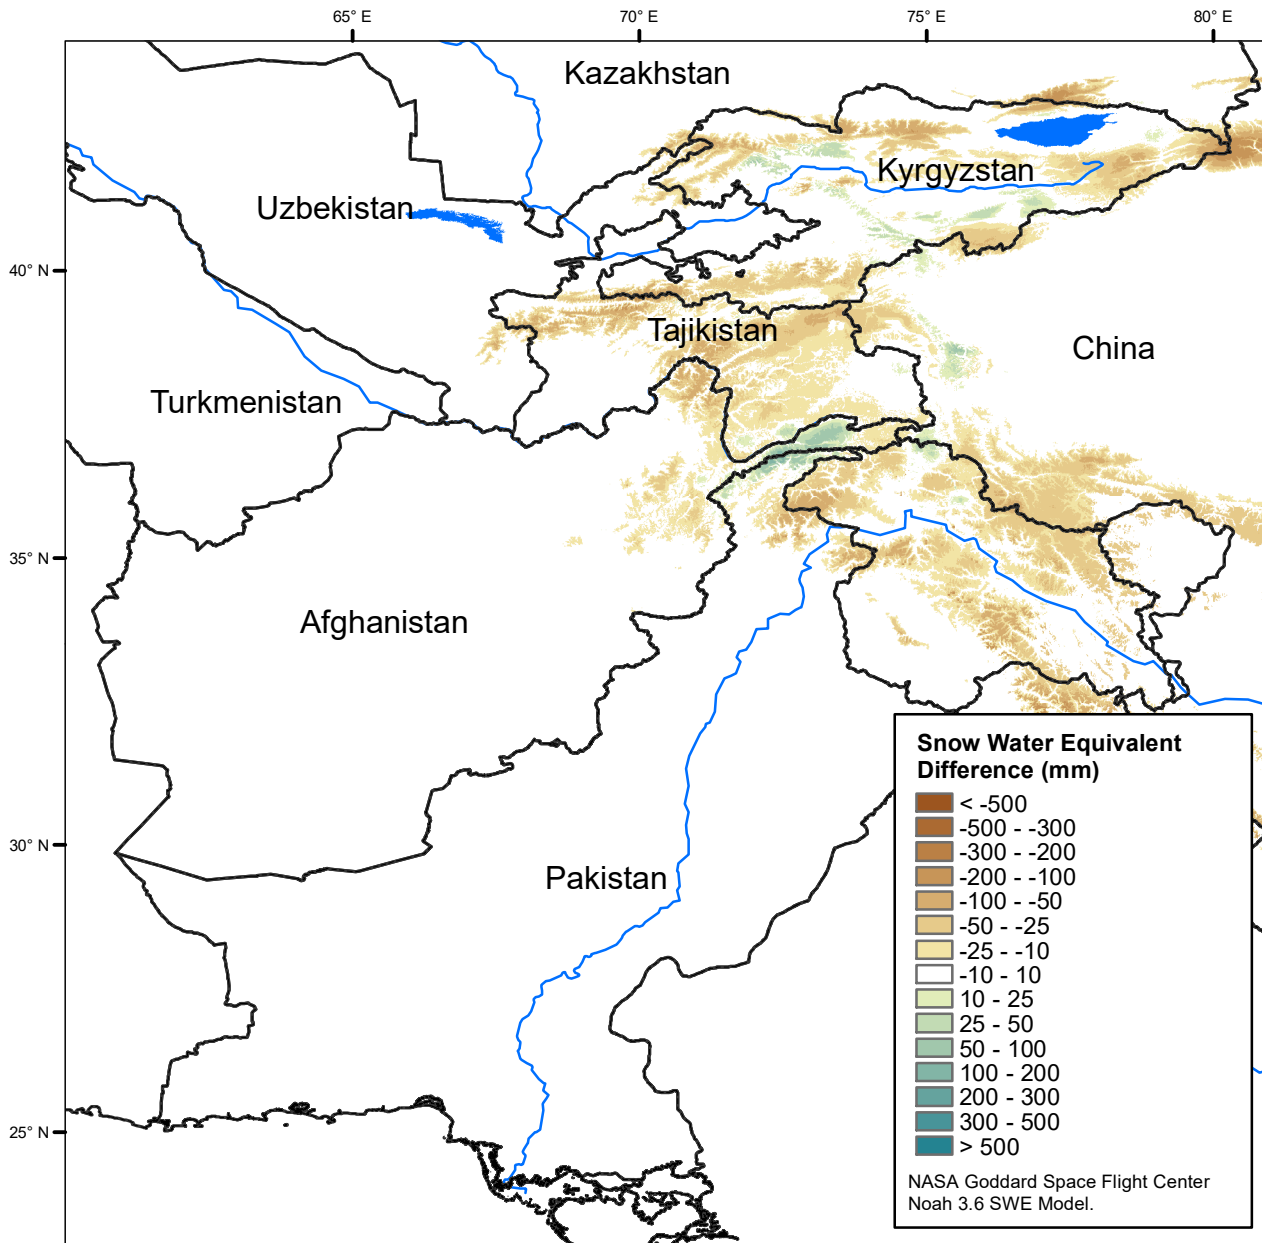 65° E
70° E
75° E
80° E
Kazakhstan
Kyrgyzstan
Uzbekistan
40° N
Tajikistan
China
Turkmenistan
35° N
Afghanistan
30° N
Pakistan
25° N
Snow Water Equivalent
Difference (mm)
< -500
-500 - -300
-300 - -200
-200 - -100
-100 - -50
-50 - -25
-25 - -10
-10 - 10
10 - 25
25 - 50
50 - 100
100 - 200
200 - 300
300 - 500
> 500
NASA Goddard Space Flight Center
Noah 3.6 SWE Model.